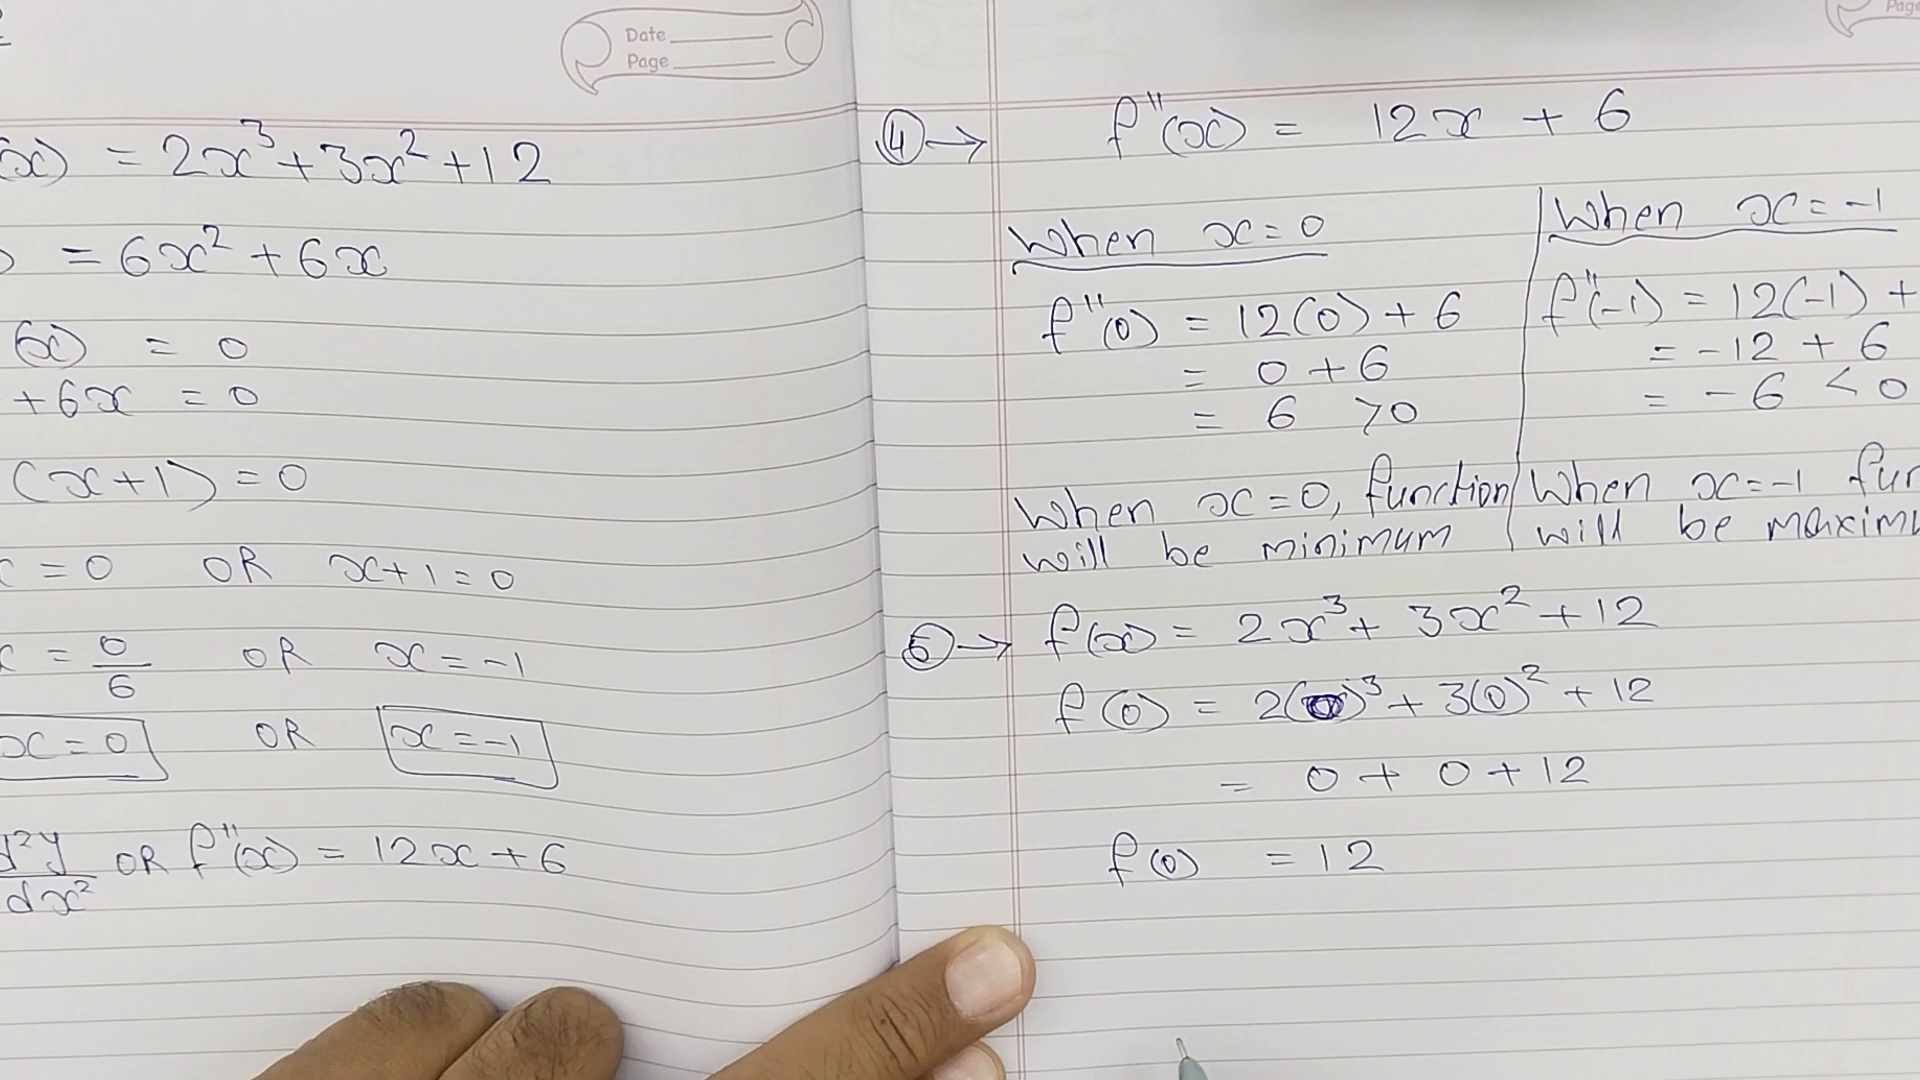 Date
Page
x) = 2x³ + 3x² + 12
) = 6x² + 6x
6x) = 0
+ 6x = 0
(x+1) = 0
x = 0 OR x+1 = 0
x = 0/6 OR x = -1
x = 0 OR x = -1
d²y/dx² OR f"(x) = 12x + 6
Page
④ → f"(x) = 12x + 6
When x = 0
f"(0) = 12(0) + 6
= 0 + 6
= 6 >0
When x=0, function
will be minimum
When x = -1
f"(-1) = 12(-1) +
= -12 + 6
= -6 < 0
When x=-1 fun
will be maximu
⑤ → f(x) = 2x³ + 3x² + 12
f(0) = 2(0)³ + 3(0)² + 12
= 0 + 0 + 12
f(0) = 12